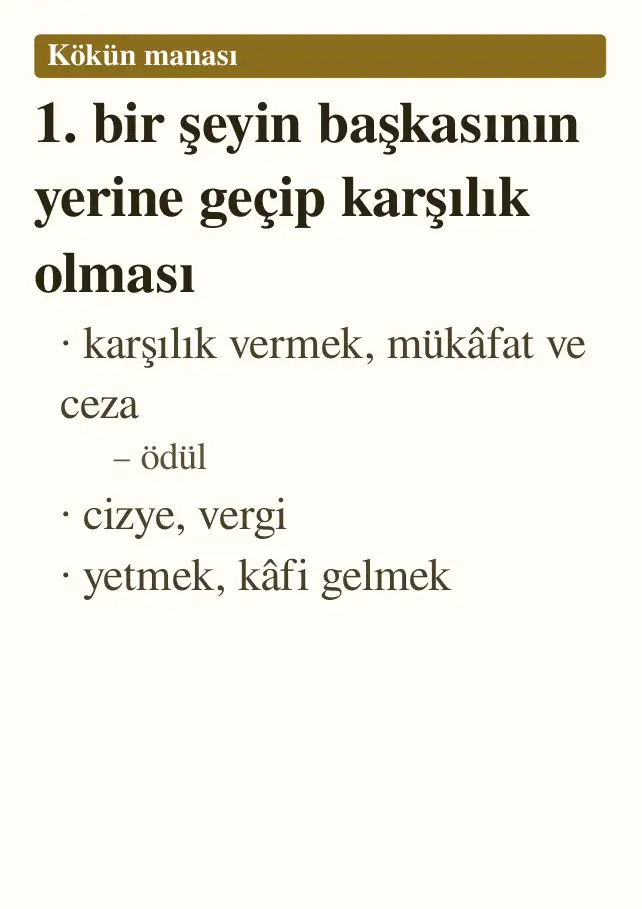 Kökün manası
1. bir şeyin başkasının
yerine geçip karşılık
olması
· karşılık vermek, mükâfat ve
ceza
– ödül
· cizye, vergi
· yetmek, kâfi gelmek